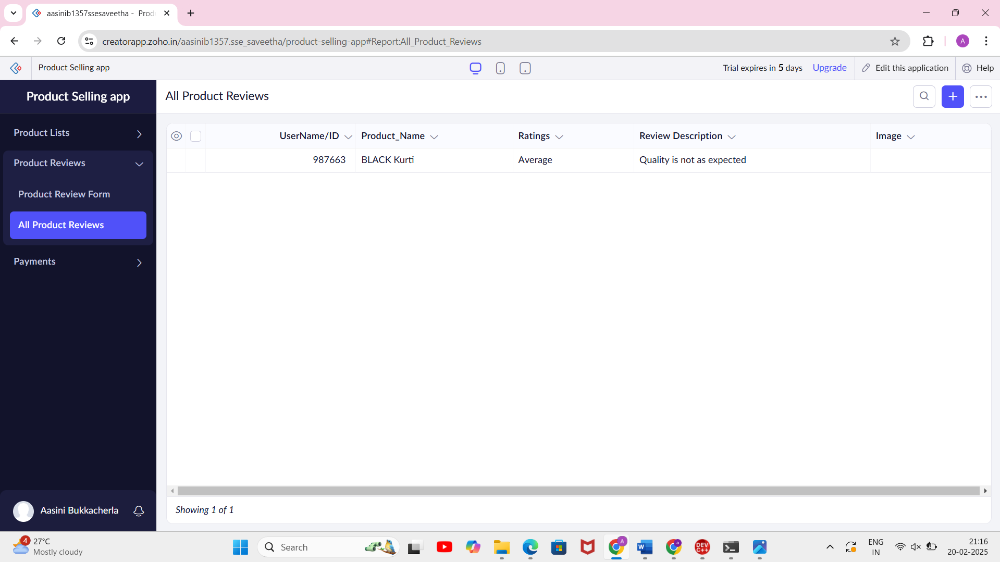 aasinib1357ssesaveetha - Prod
creatorapp.zoho.in/aasinib1357.sse_saveetha/product-selling-app#Report:All_Product_Reviews
A
Product Selling app
Trial expires in 5 days Upgrade
Edit this application
Help
Product Selling app
Product Lists
Product Reviews
Product Review Form
All Product Reviews
Payments
Aasini Bukkacherla
All Product Reviews
UserName/ID Product_Name Ratings Review Description Image
987663 BLACK Kurti Average Quality is not as expected
Showing 1 of 1
4
27°C
Mostly cloudy
Search
A
W
a
DEV
C++
ENG
IN
21:16
20-02-2025